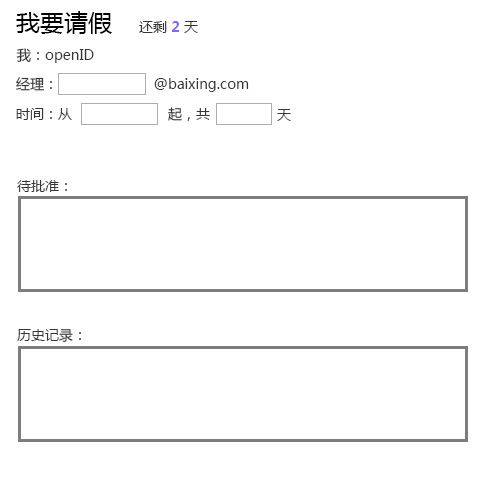 我要请假 还剩 2 天
我：openID
经理： @baixing.com
时间：从 起，共 天
待批准：
历史记录：